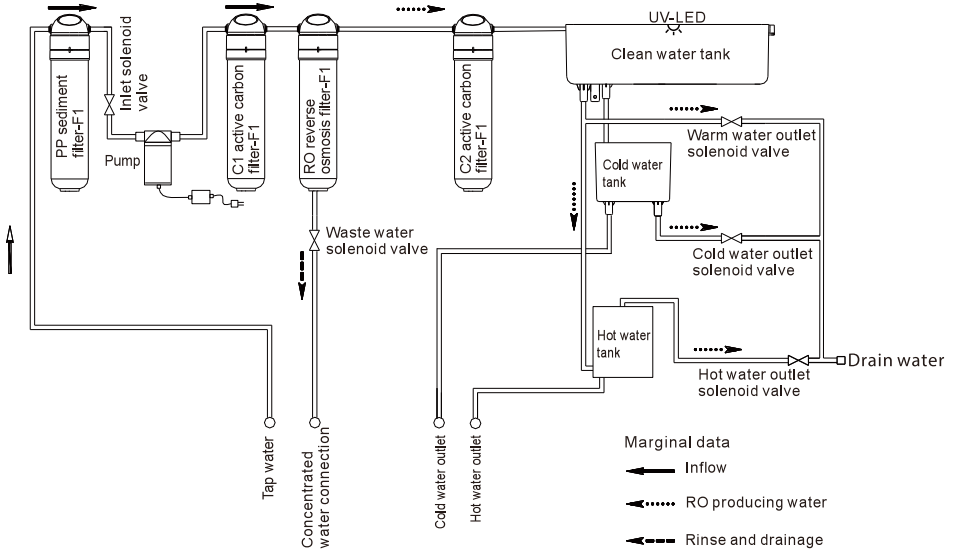 UV-LED
Clean water tank
PP sediment
filter-F1
Inlet solenoid
valve
Pump
C1 active carbon
filter-F1
RO reverse
osmosis filter-F1
C2 active carbon
filter-F1
Warm water outlet
solenoid valve
Cold water
tank
Waste water
solenoid valve
Cold water outlet
solenoid valve
Hot water
tank
Drain water
Hot water outlet
solenoid valve
Tap water
Concentrated
water connection
Cold water outlet
Hot water outlet
Marginal data
Inflow
RO producing water
Rinse and drainage